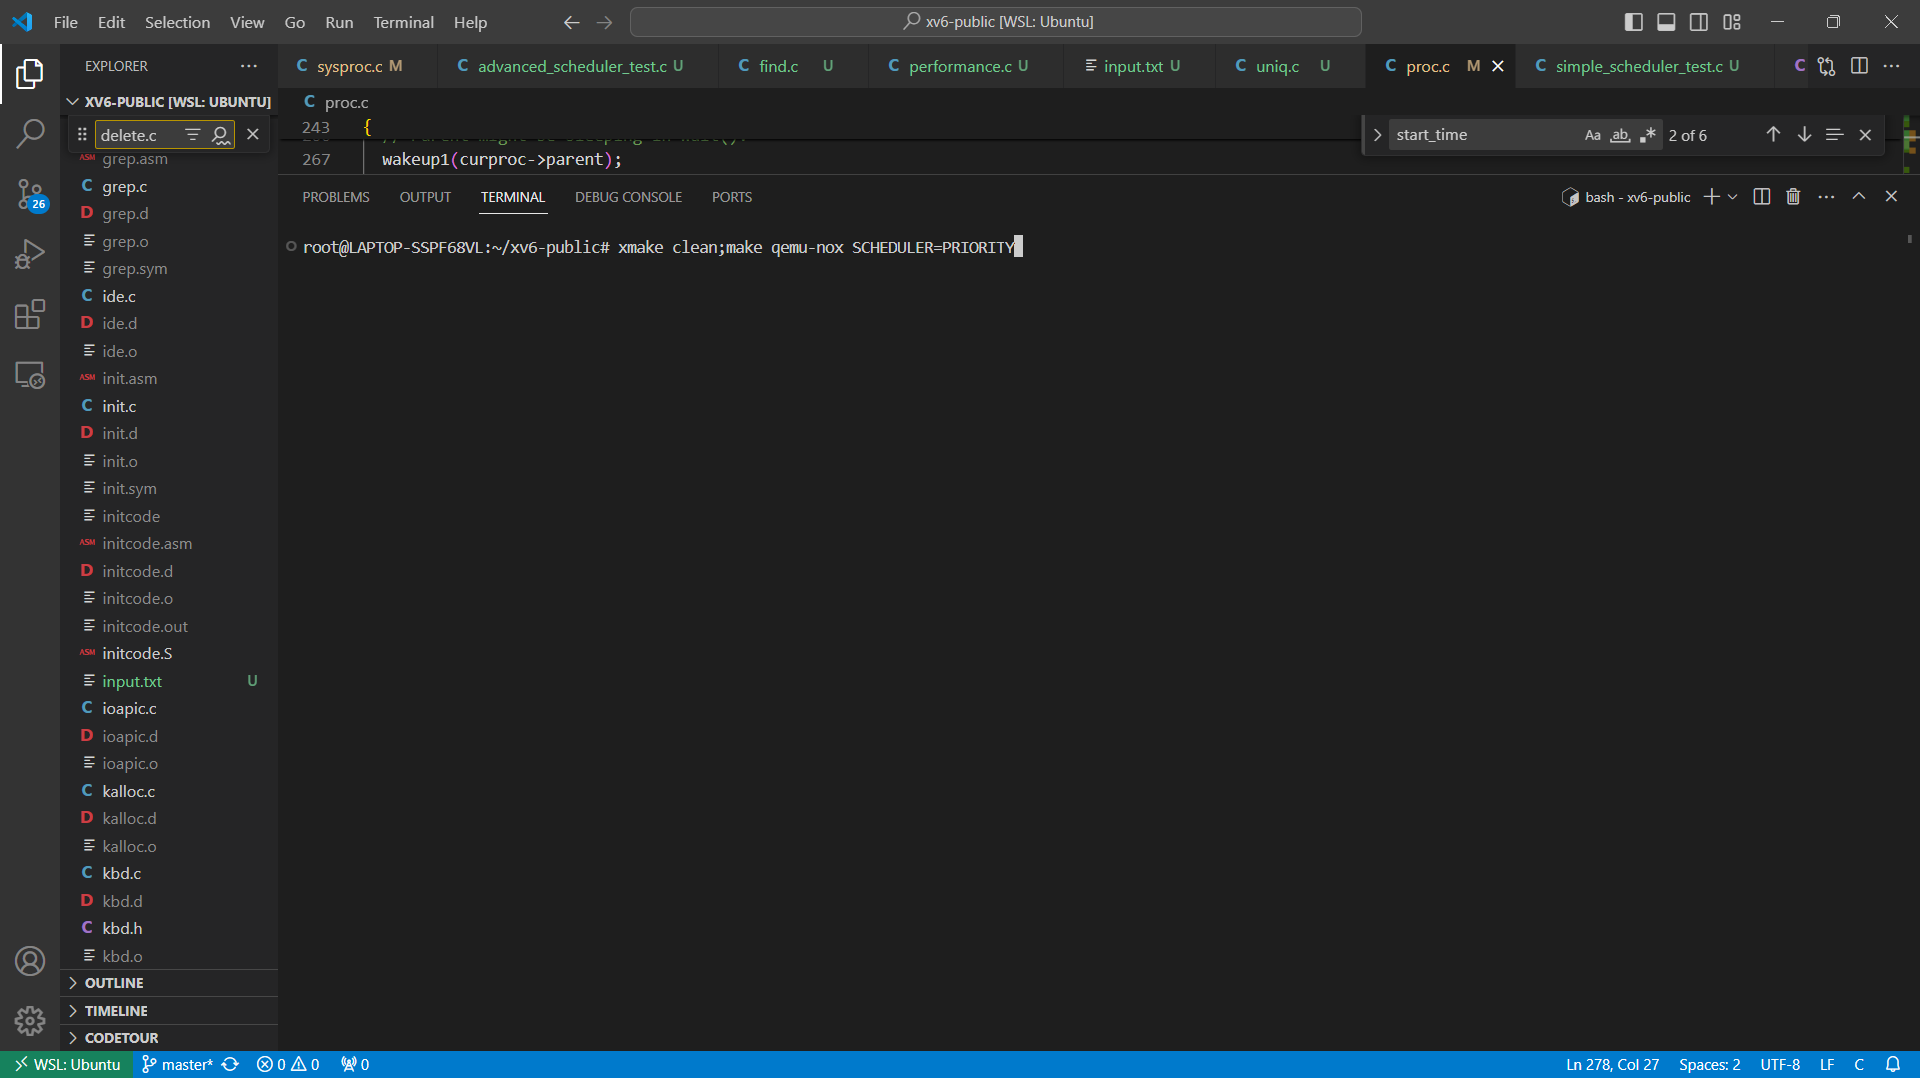 File Edit Selection View Go Run Terminal Help
xv6-public [WSL: Ubuntu]
EXPLORER
XV6-PUBLIC [WSL: UBUNTU]
delete.c
grep.asm
grep.c
grep.d
grep.o
grep.sym
ide.c
ide.d
ide.o
init.asm
init.c
init.d
init.o
init.sym
initcode
initcode.asm
initcode.d
initcode.o
initcode.out
initcode.S
input.txt U
ioapic.c
ioapic.d
ioapic.o
kalloc.c
kalloc.d
kalloc.o
kbd.c
kbd.d
kbd.h
kbd.o
OUTLINE
TIMELINE
CODETOUR
26
sysproc.c M
advanced_scheduler_test.c U
find.c U
performance.c U
input.txt U
uniq.c U
proc.c M
simple_scheduler_test.c U
proc.c
243 {
267 wakeup1(curproc->parent);
start_time
Aa ab
2 of 6
PROBLEMS OUTPUT TERMINAL DEBUG CONSOLE PORTS
bash - xv6-public
root@LAPTOP-SSPF68VL:~/xv6-public# xmake clean;make qemu-nox SCHEDULER=PRIORITY
WSL: Ubuntu master* 0 0 0
Ln 278, Col 27 Spaces: 2 UTF-8 LF C